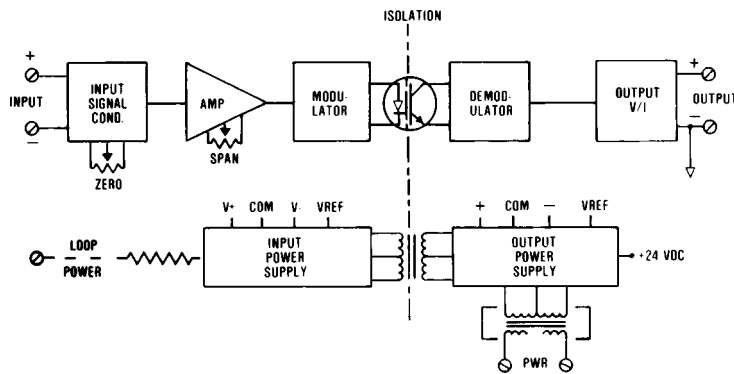 ISOLATION
+
INPUT
−
INPUT
SIGNAL
COND.
ZERO
AMP
SPAN
MODU-
LATOR
DEMOD-
ULATOR
OUTPUT
V/I
+
OUTPUT
−
V+ COM V- VREF
LOOP
POWER
INPUT
POWER
SUPPLY
+ COM − VREF
OUTPUT
POWER
SUPPLY
+24 VDC
PWR